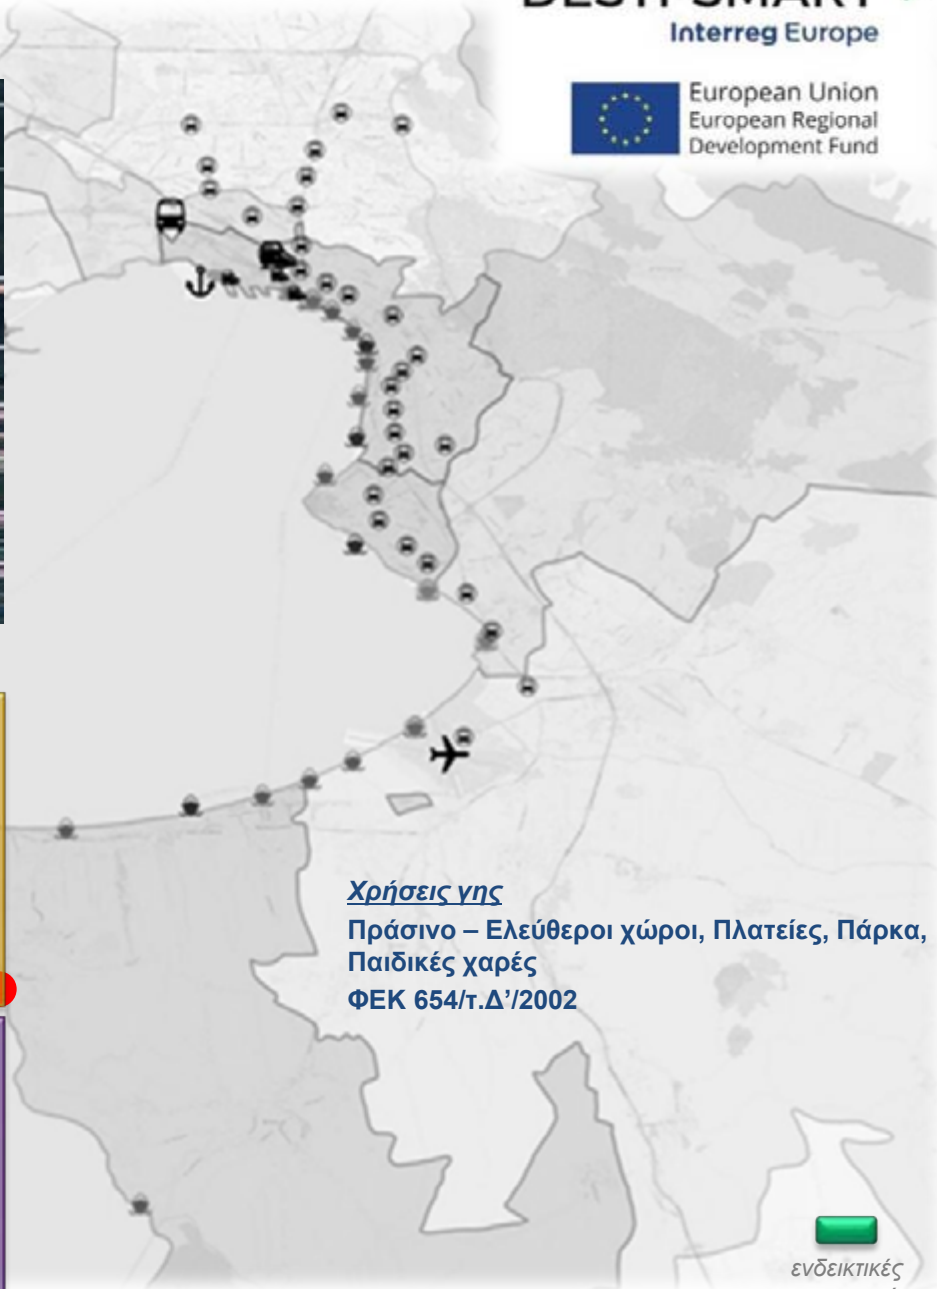 Interreg Europe
European Union
European Regional
Development Fund
Χρήσεις γης
Πράσινο – Ελεύθεροι χώροι, Πλατείες, Πάρκα,
Παιδικές χαρές
ΦΕΚ 654/τ.Δ’/2002
ενδεικτικές